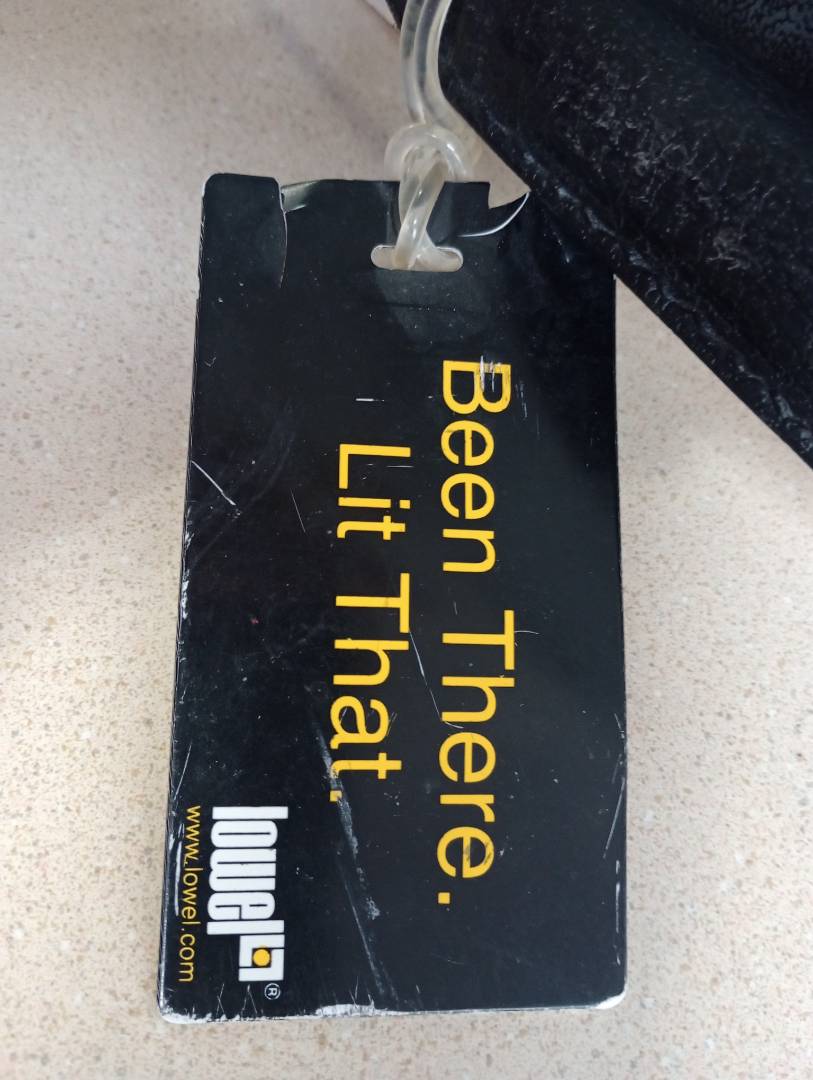 Been There.
Lit That.
lowel ®
www.lowel.com